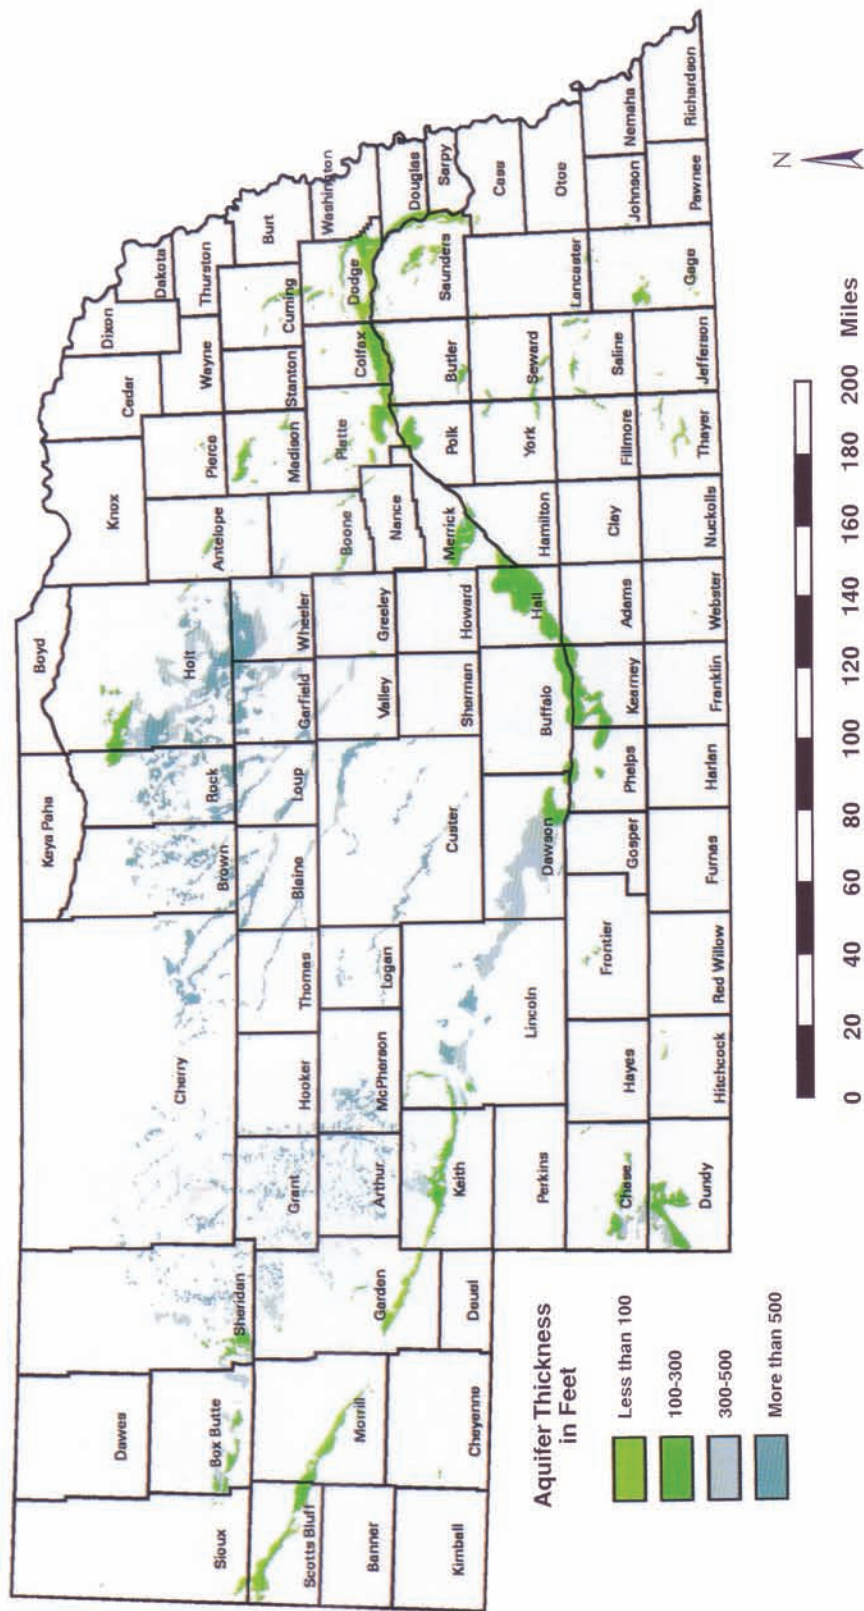 Keya Paha
Boyd
Knox
Cedar
Dixon
Dakota
Dawes
Sioux
Box Butte
Sheridan
Cherry
Brown
Rock
Holt
Antelope
Pierce
Wayne
Thurston
Scotts Bluff
Banner
Kimball
Morrill
Cheyenne
Garden
Deuel
Grant
Hooker
Thomas
Blaine
Loup
Garfield
Wheeler
Madison
Stanton
Cuming
Burt
Arthur
McPherson
Logan
Custer
Valley
Greeley
Boone
Platte
Colfax
Dodge
Washington
Nance
Keith
Lincoln
Sherman
Howard
Merrick
Polk
Butler
Saunders
Douglas
Sarpy
Perkins
Dawson
Buffalo
Hall
Hamilton
York
Seward
Lancaster
Cass
Otoe
Chase
Hayes
Frontier
Gosper
Phelps
Kearney
Adams
Clay
Fillmore
Saline
Gage
Johnson
Nemaha
Dundy
Hitchcock
Red Willow
Furnas
Harlan
Franklin
Webster
Nuckolls
Thayer
Jefferson
Pawnee
Richardson
Aquifer Thickness
in Feet
Less than 100
100-300
300-500
More than 500
0 20 40 60 80 100 120 140 160 180 200 Miles
N